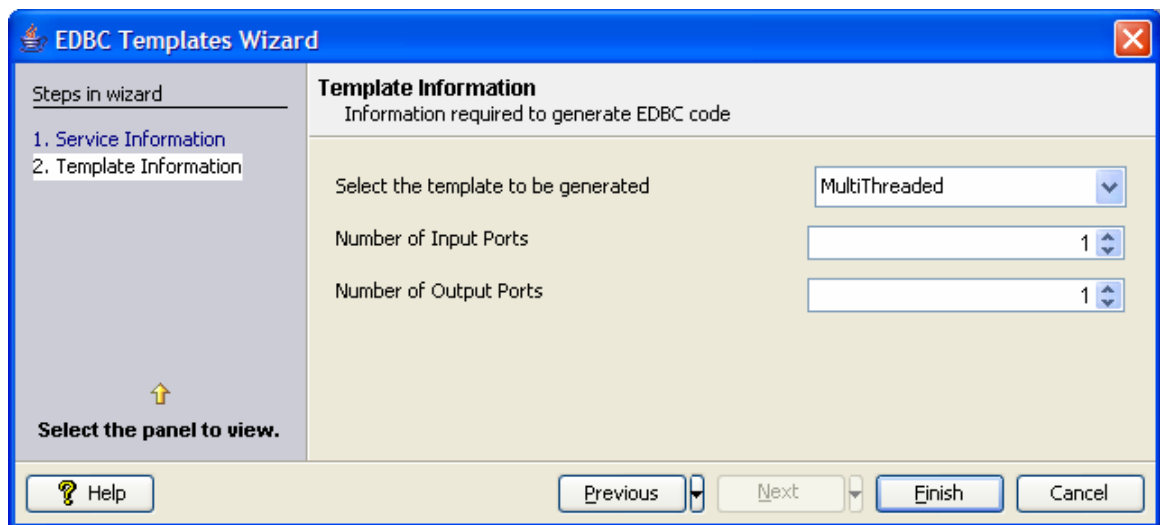 EDBC Templates Wizard
Steps in wizard
1. Service Information
2. Template Information
Select the panel to view.
Template Information
Information required to generate EDBC code
Select the template to be generated
MultiThreaded
Number of Input Ports
1
Number of Output Ports
1
Help
Previous
Next
Finish
Cancel